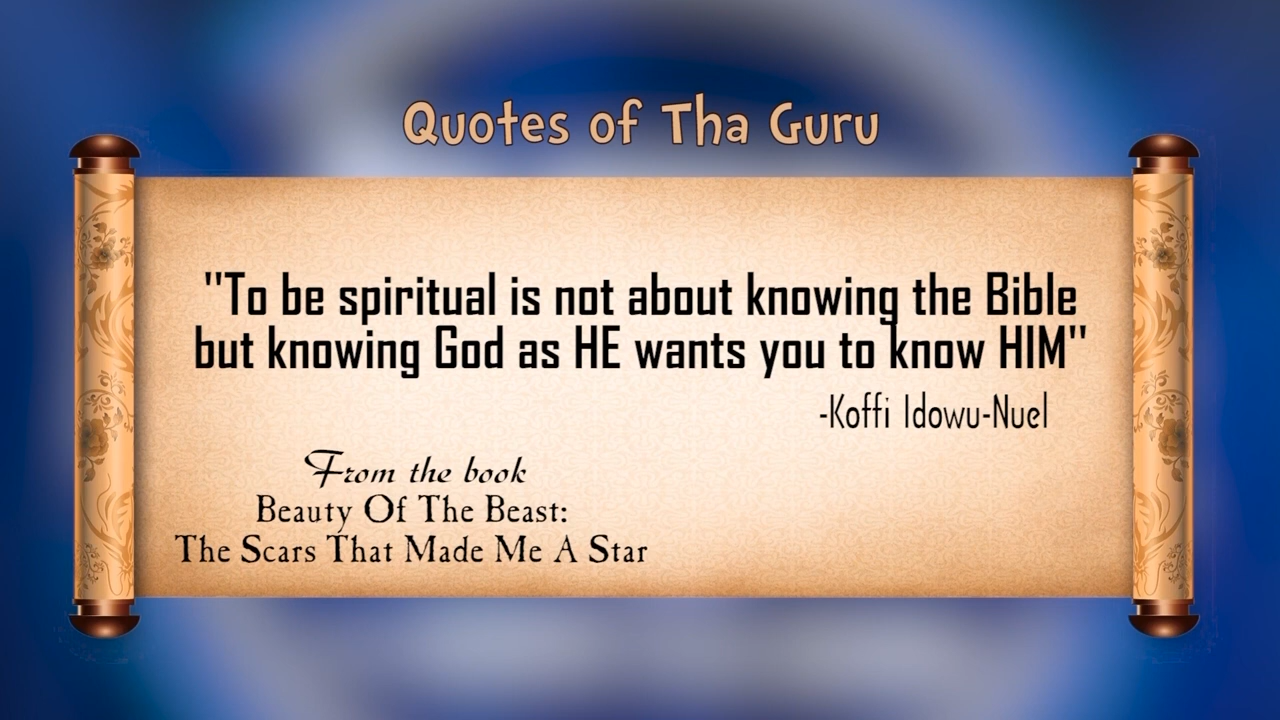 Quotes of Tha Guru
"To be spiritual is not about knowing the Bible
but knowing God as HE wants you to know HIM"
-Koffi Idowu-Nuel
From the book
Beauty Of The Beast:
The Scars That Made Me A Star